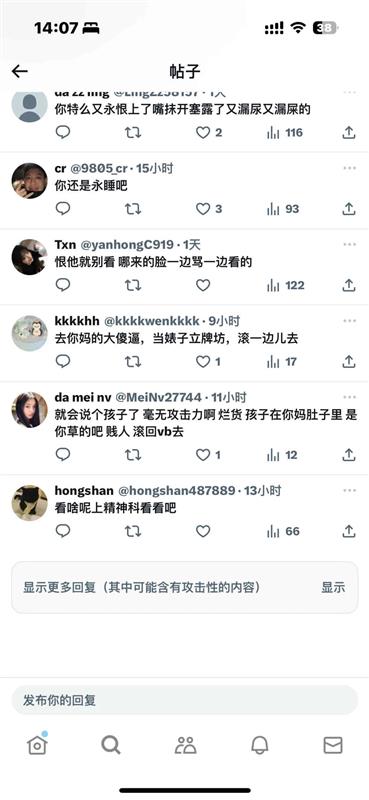 14:07
38
帖子
你特么又永恨上了嘴抹开塞露了又漏尿又漏屎的
2
116
cr @9805_cr · 15小时
你还是永睡吧
3
93
Txn @yanhongC919 · 1天
恨他就别看 哪来的脸一边骂一边看的
122
kkkkhh @kkkkwenkkkk · 9小时
去你妈的大傻逼，当婊子立牌坊，滚一边儿去
1
17
da mei nv @MeiNv27744 · 11小时
就会说个孩子了 毫无攻击力啊 烂货 孩子在你妈肚子里 是
你草的吧 贱人 滚回vb去
1
12
hongshan @hongshan487889 · 13小时
看啥呢上精神科看看吧
66
显示更多回复（其中可能含有攻击性的内容）
显示
发布你的回复